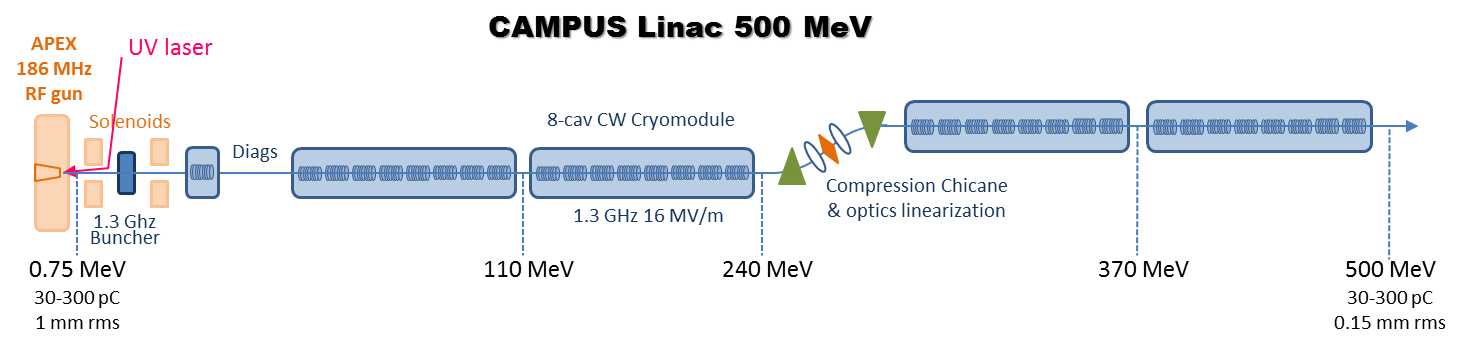 CAMPUS Linac 500 MeV
APEX
186 MHz
RF gun
UV laser
Solenoids
1.3 Ghz
Buncher
Diags
8-cav CW Cryomodule
1.3 GHz 16 MV/m
Compression Chicane
& optics linearization
0.75 MeV
30-300 pC
1 mm rms
110 MeV
240 MeV
370 MeV
500 MeV
30-300 pC
0.15 mm rms